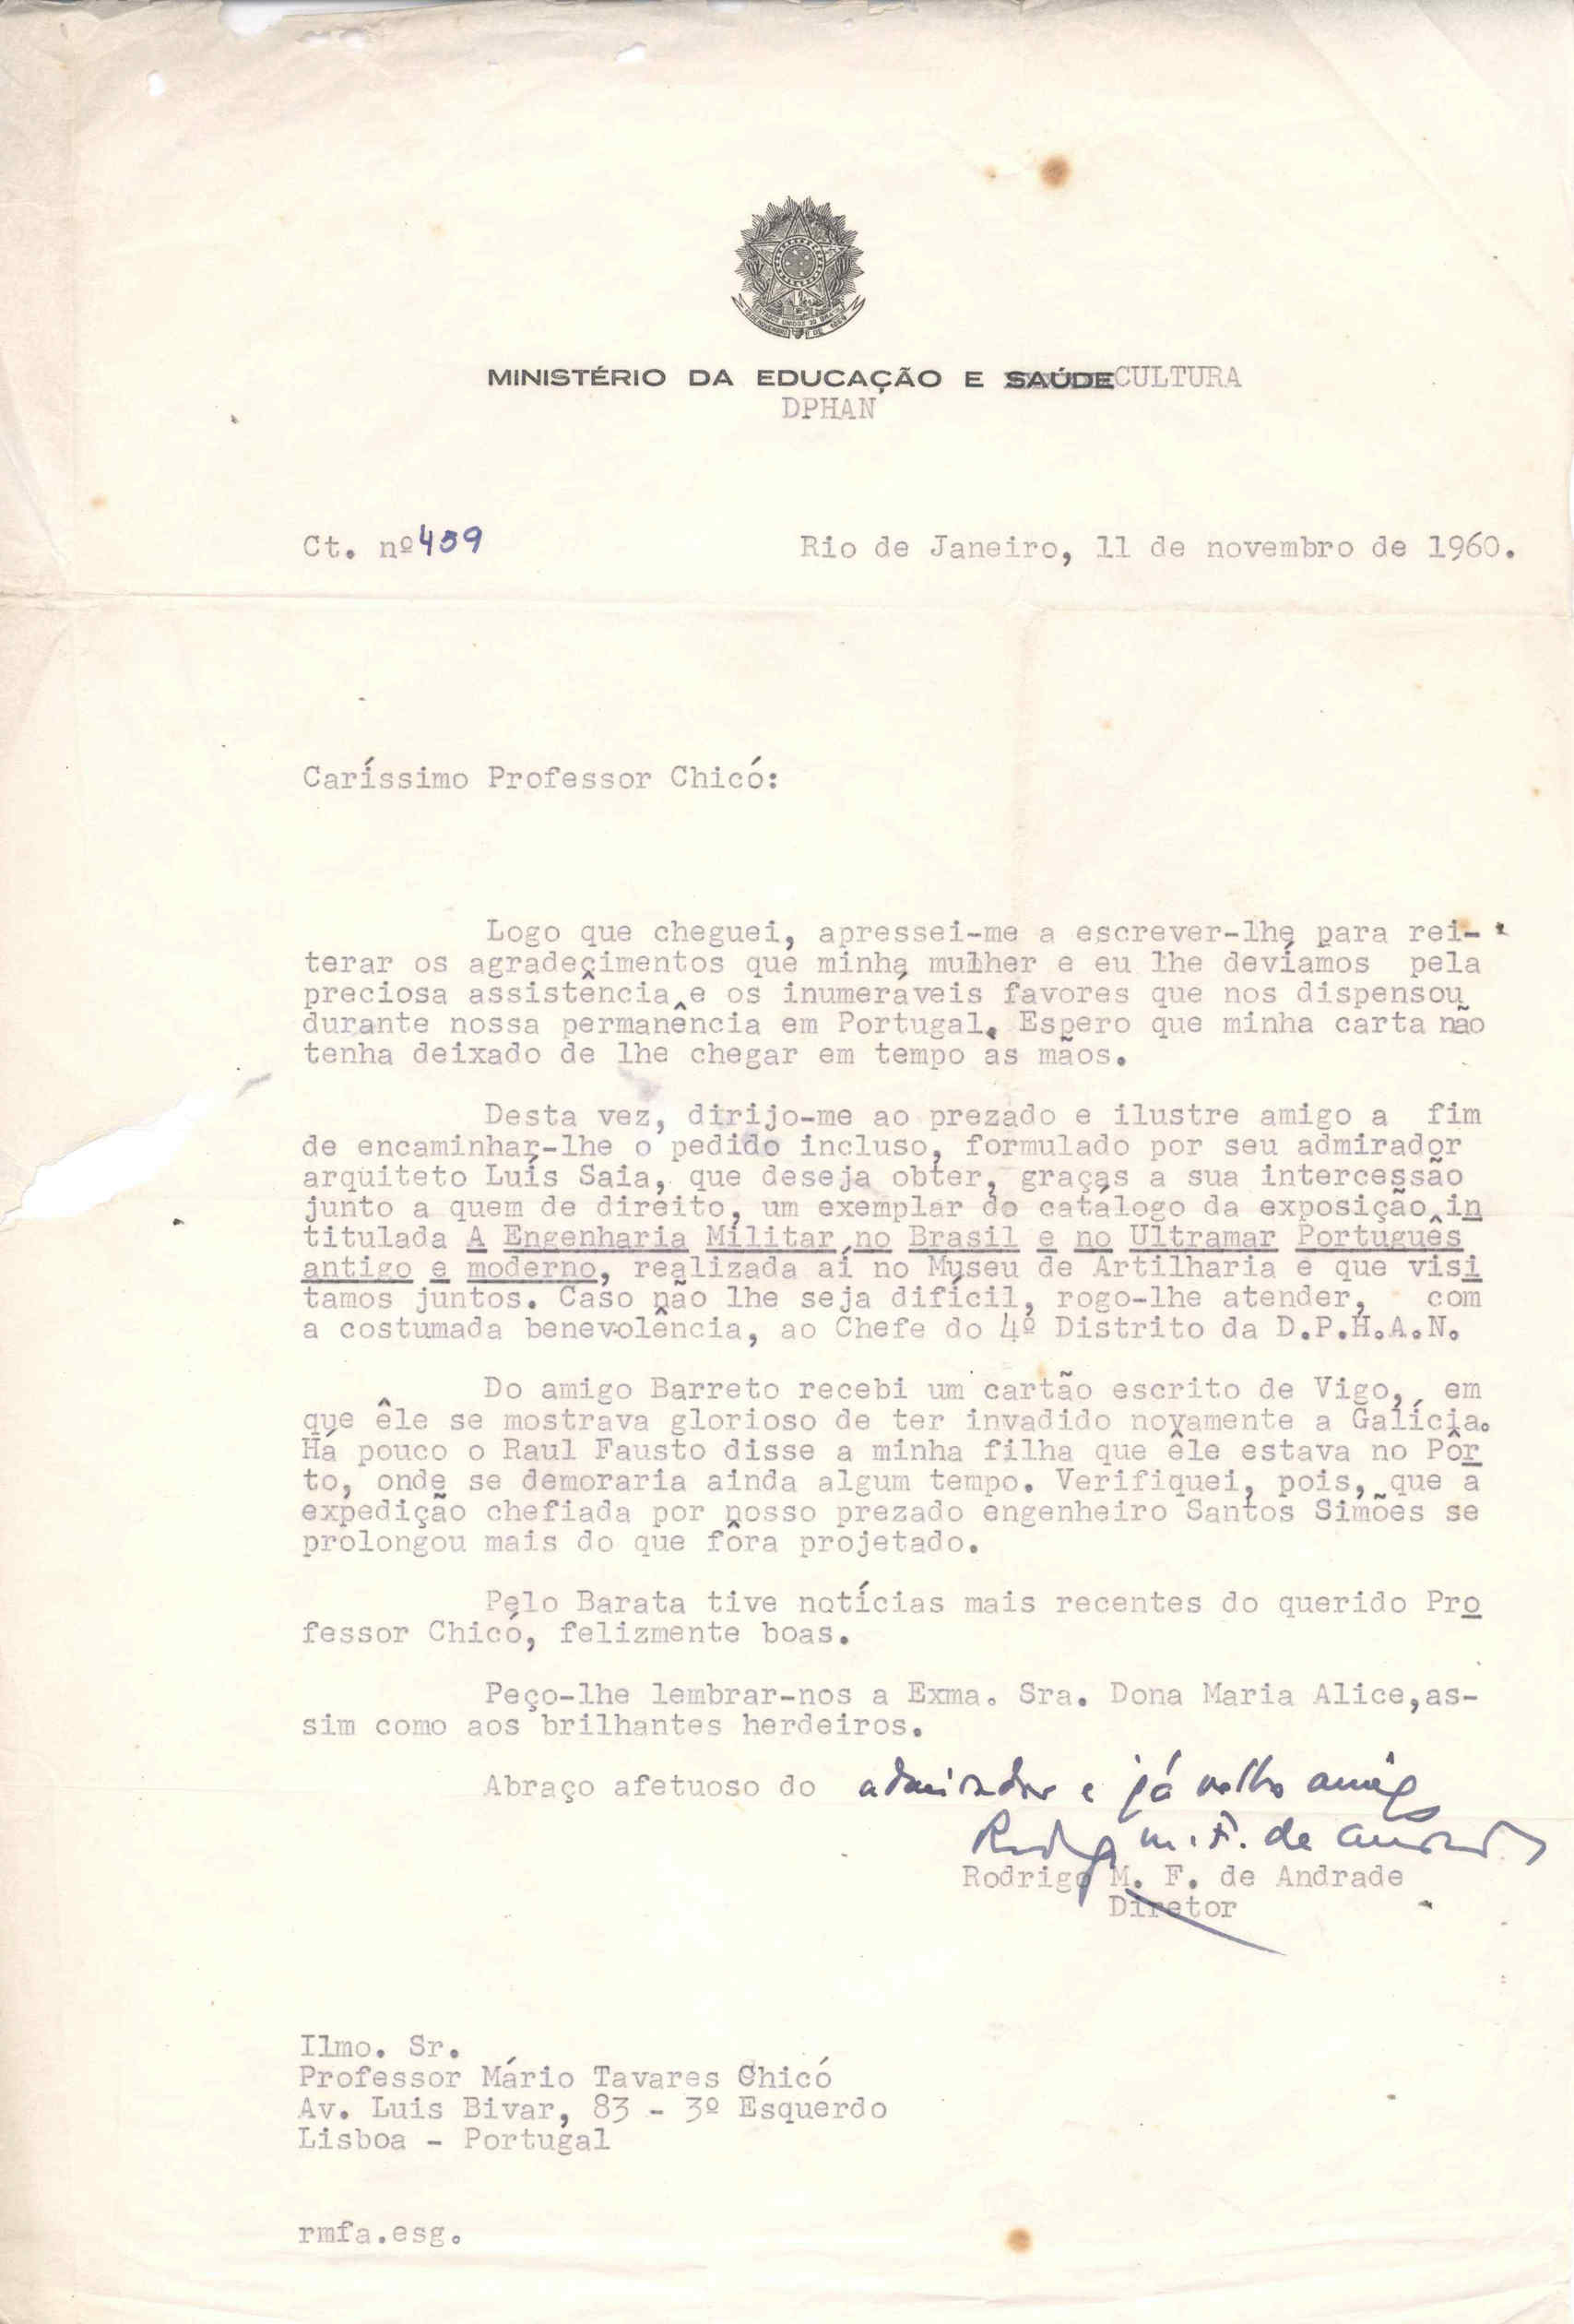 ESTADOS UNIDOS DO BRASIL
15 DE NOVEMBRO DE 1889
MINISTÉRIO DA EDUCAÇÃO E SAÚDE CULTURA
DPHAN
Ct. nº 459
Rio de Janeiro, 11 de novembro de 1960.
Caríssimo Professor Chicó:
Logo que cheguei, apressei-me a escrever-lhe para rei-
terar os agradecimentos que minha mulher e eu lhe devíamos pela
preciosa assistência e os inumeráveis favores que nos dispensou
durante nossa permanência em Portugal. Espero que minha carta não
tenha deixado de lhe chegar em tempo as mãos.
Desta vez, dirijo-me ao prezado e ilustre amigo a fim
de encaminhar-lhe o pedido incluso, formulado por seu admirador
arquiteto Luís Saia, que deseja obter, graças a sua intercessão
junto a quem de direito, um exemplar do catálogo da exposição in
titulada A Engenharia Militar no Brasil e no Ultramar Português
antigo e moderno, realizada aí no Museu de Artilharia e que visi
tamos juntos. Caso não lhe seja difícil, rogo-lhe atender, com
a costumada benevolência, ao Chefe do 4º Distrito da D.P.H.A.N.
Do amigo Barreto recebi um cartão escrito de Vigo, em
que êle se mostrava glorioso de ter invadido novamente a Galícia.
Há pouco o Raul Fausto disse a minha filha que êle estava no Pôr
to, onde se demoraria ainda algum tempo. Verifiquei, pois, que a
expedição chefiada por nosso prezado engenheiro Santos Simões se
prolongou mais do que fôra projetado.
Pelo Barata tive notícias mais recentes do querido Pro
fessor Chicó, felizmente boas.
Peço-lhe lembrar-nos a Exma. Sra. Dona Maria Alice,as-
sim como aos brilhantes herdeiros.
Abraço afetuoso do admirador e já velho amigo
Rodrigo M. F. de Andrade
Rodrigo M. F. de Andrade
Diretor
Ilmo. Sr.
Professor Mário Tavares Chicó
Av. Luis Bivar, 83 - 3º Esquerdo
Lisboa - Portugal
rmfa.esg.